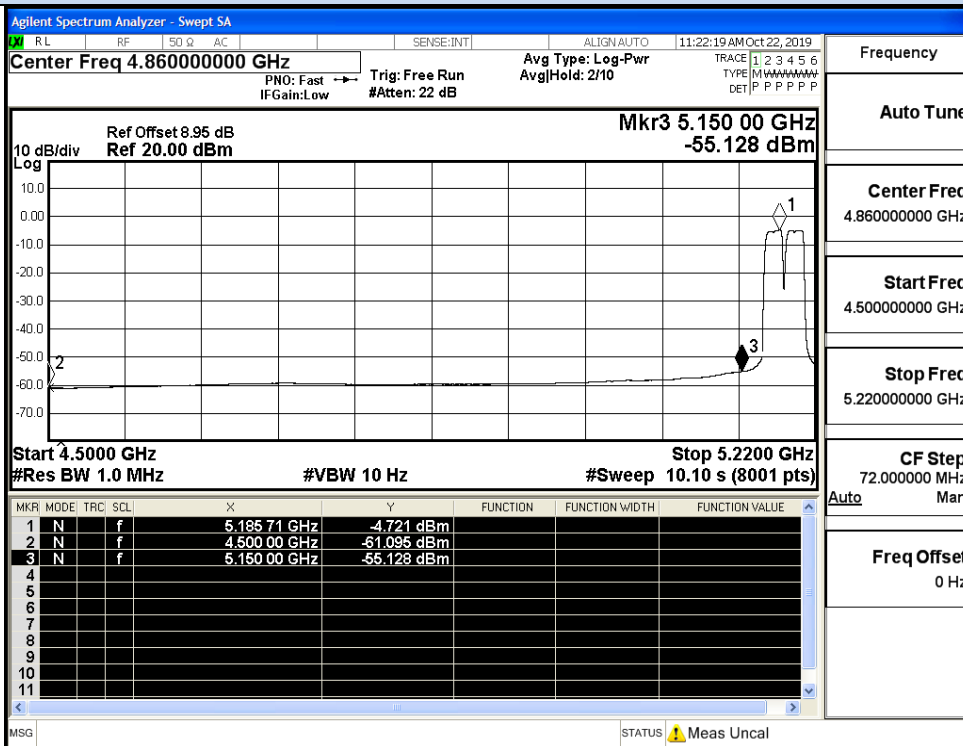 Agilent Spectrum Analyzer - Swept SA
LXI RL RF 50 Ω AC SENSE:INT ALIGN AUTO 11:22:19 AM Oct 22, 2019
Center Freq 4.860000000 GHz
PNO: Fast
IFGain:Low
Trig: Free Run
#Atten: 22 dB
Avg Type: Log-Pwr
Avg|Hold: 2/10
TRACE 1 2 3 4 5 6
TYPE M WWWWW
DET P P P P P P
Ref Offset 8.95 dB
10 dB/div Ref 20.00 dBm
Log
Mkr3 5.150 00 GHz
-55.128 dBm
10.0
0.00
-10.0
-20.0
-30.0
-40.0
-50.0
-60.0
-70.0
1
2
3
Start 4.5000 GHz Stop 5.2200 GHz
#Res BW 1.0 MHz #VBW 10 Hz #Sweep 10.10 s (8001 pts)
MKR MODE TRC SCL X Y FUNCTION FUNCTION WIDTH FUNCTION VALUE
1 N f 5.185 71 GHz -4.721 dBm
2 N f 4.500 00 GHz -61.095 dBm
3 N f 5.150 00 GHz -55.128 dBm
4
5
6
7
8
9
10
11
MSG STATUS Meas Uncal
Frequency
Auto Tune
Center Freq
4.860000000 GHz
Start Freq
4.500000000 GHz
Stop Freq
5.220000000 GHz
CF Step
72.000000 MHz
Auto Man
Freq Offset
0 Hz